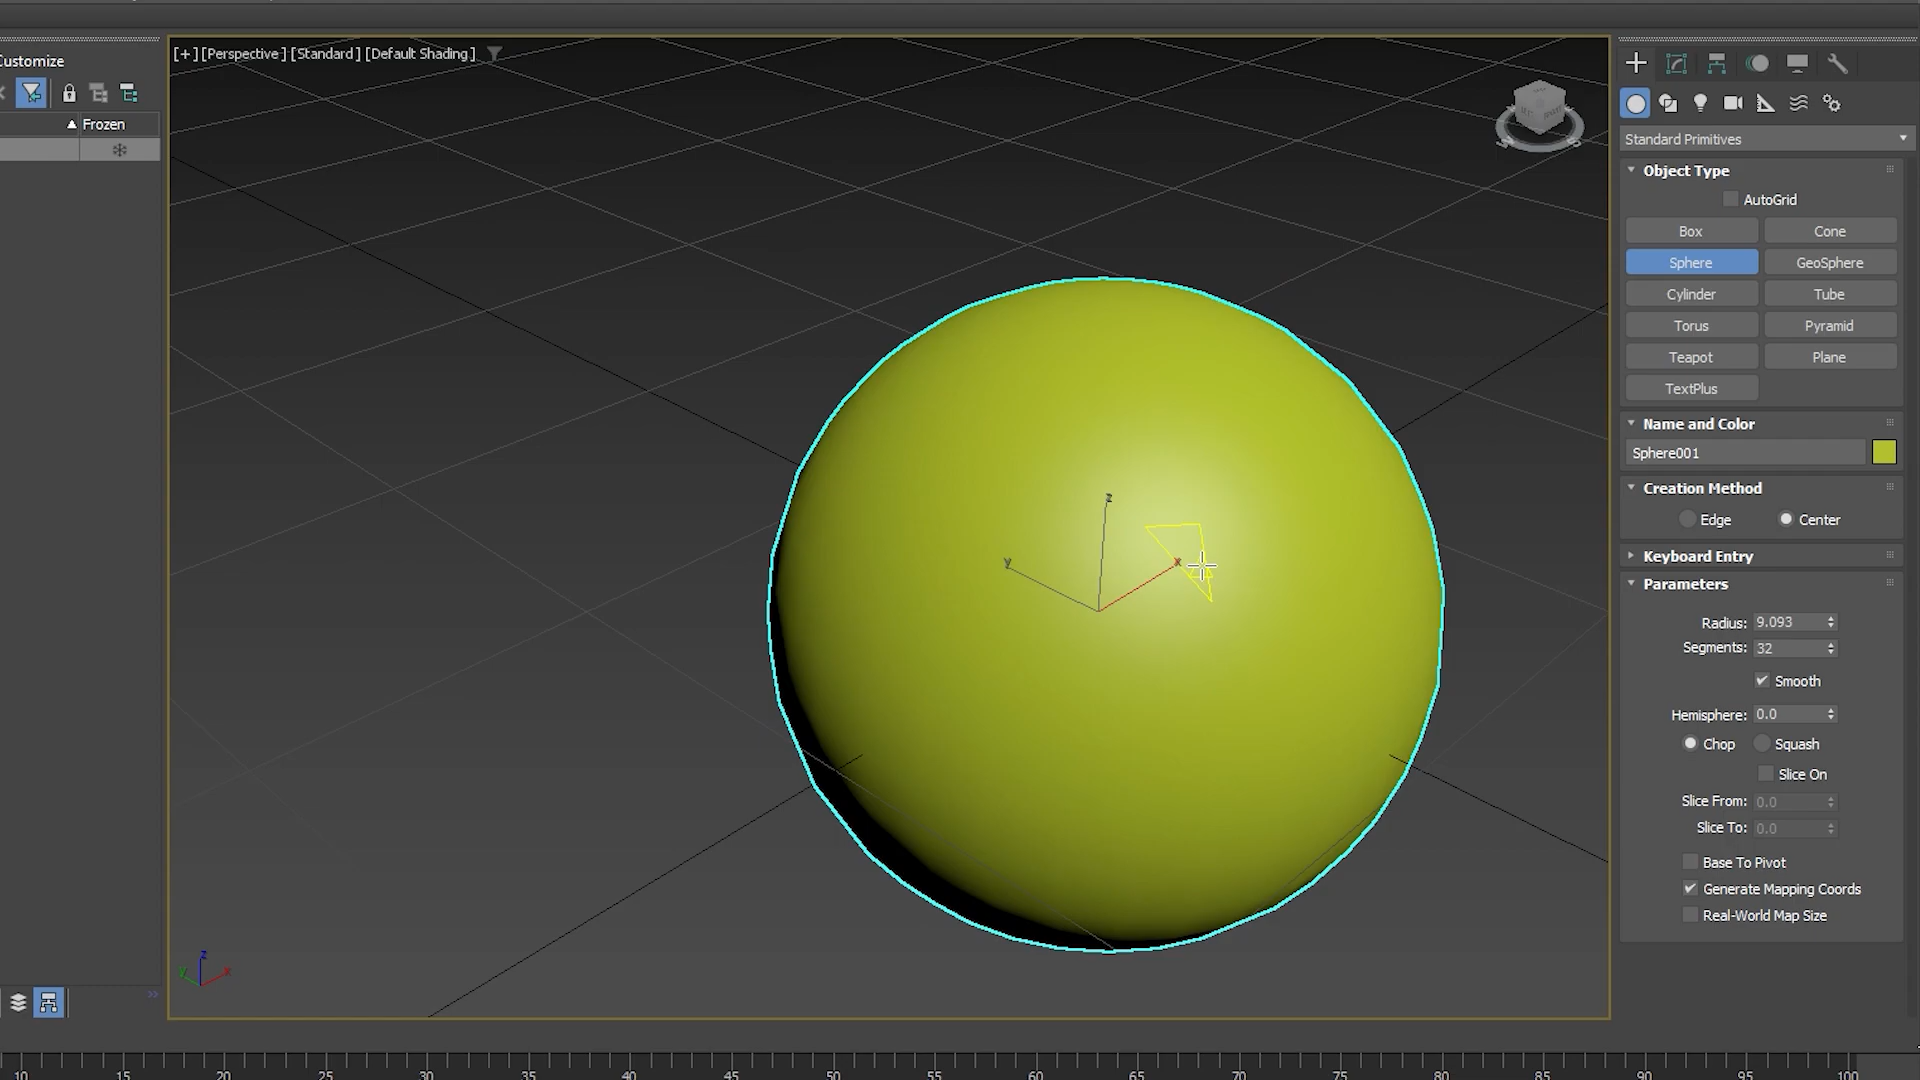 Customize
[+] [Perspective] [Standard] [Default Shading]
Frozen
Standard Primitives
Object Type
AutoGrid
Box Cone
Sphere GeoSphere
Cylinder Tube
Torus Pyramid
Teapot Plane
TextPlus
Name and Color
Sphere001
Creation Method
Edge Center
Keyboard Entry
Parameters
Radius: 9.093
Segments: 32
Smooth
Hemisphere: 0.0
Chop Squash
Slice On
Slice From: 0.0
Slice To: 0.0
Base To Pivot
Generate Mapping Coords
Real-World Map Size
z
y
x
z
y
x
10 15 20 25 30 35 40 45 50 55 60 65 70 75 80 85 90 95 100